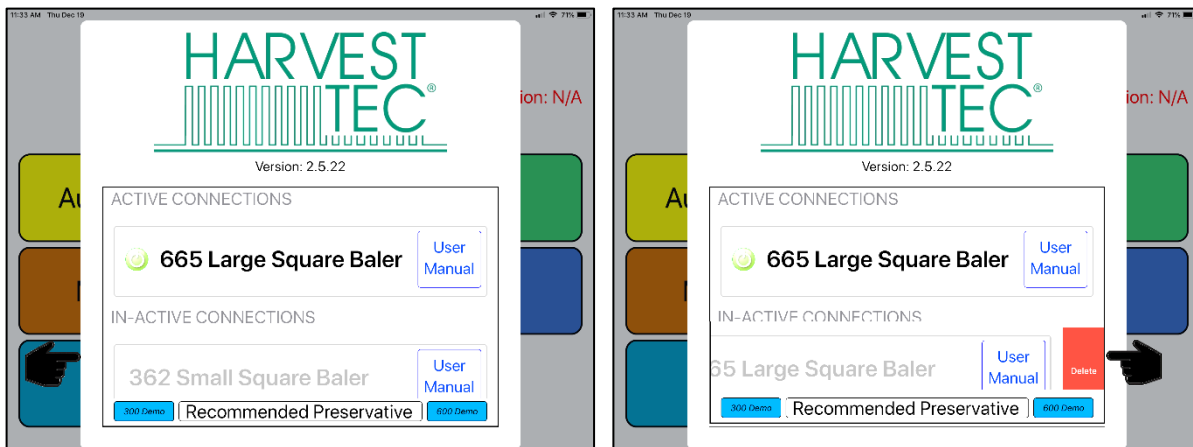 11:33 AM Thu Dec 19
71%
HARVEST
TEC®
ion: N/A
Version: 2.5.22
Au
ACTIVE CONNECTIONS
665 Large Square Baler
User
Manual
IN-ACTIVE CONNECTIONS
362 Small Square Baler
User
Manual
300 Demo
Recommended Preservative
600 Demo
11:33 AM Thu Dec 19
71%
HARVEST
TEC®
ion: N/A
Version: 2.5.22
Au
ACTIVE CONNECTIONS
665 Large Square Baler
User
Manual
IN-ACTIVE CONNECTIONS
65 Large Square Baler
User
Manual
Delete
300 Demo
Recommended Preservative
600 Demo